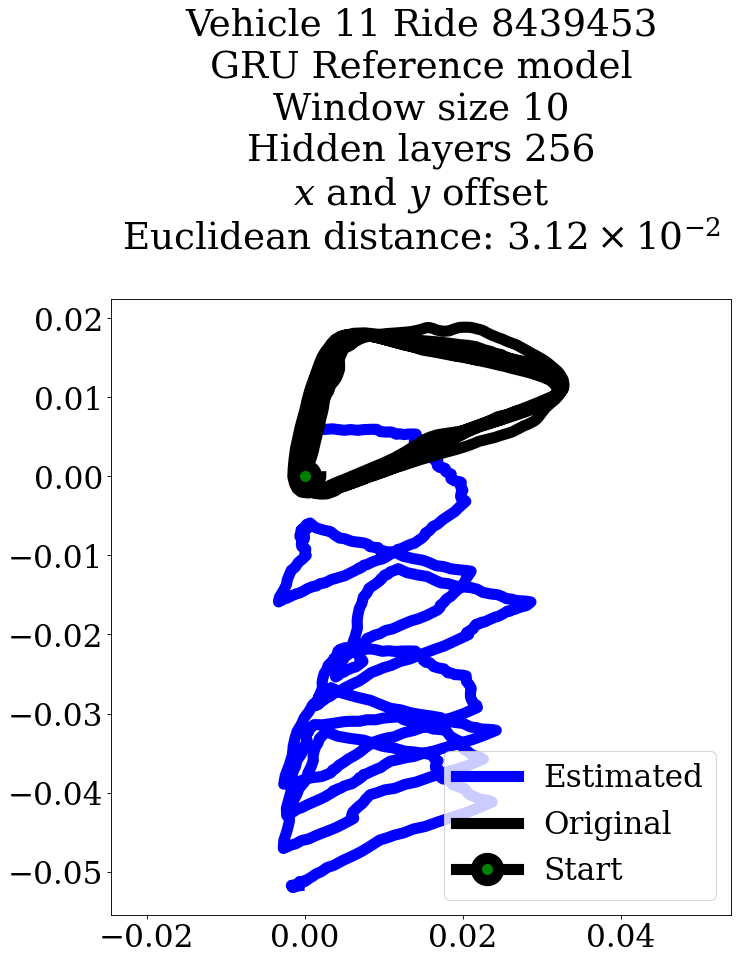 Vehicle 11 Ride 8439453
GRU Reference model
Window size 10
Hidden layers 256
x and y offset
Euclidean distance: 3.12 × 10⁻²
0.02
0.01
0.00
−0.01
−0.02
−0.03
−0.04
−0.05
−0.02 0.00 0.02 0.04
Estimated
Original
Start